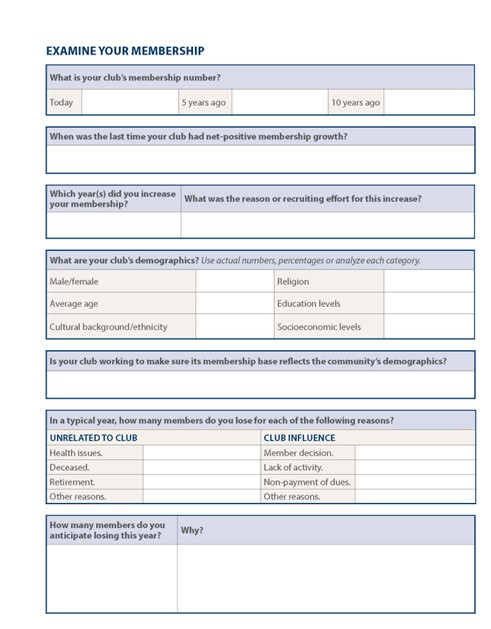 EXAMINE YOUR MEMBERSHIP
What is your club's membership number?
Today 5 years ago 10 years ago
When was the last time your club had net-positive membership growth?
Which year(s) did you increase
your membership?
What was the reason or recruiting effort for this increase?
What are your club's demographics? Use actual numbers, percentages or analyze each category.
Male/female Religion
Average age Education levels
Cultural background/ethnicity Socioeconomic levels
Is your club working to make sure its membership base reflects the community's demographics?
In a typical year, how many members do you lose for each of the following reasons?
UNRELATED TO CLUB CLUB INFLUENCE
Health issues. Member decision.
Deceased. Lack of activity.
Retirement. Non-payment of dues.
Other reasons. Other reasons.
How many members do you
anticipate losing this year?
Why?